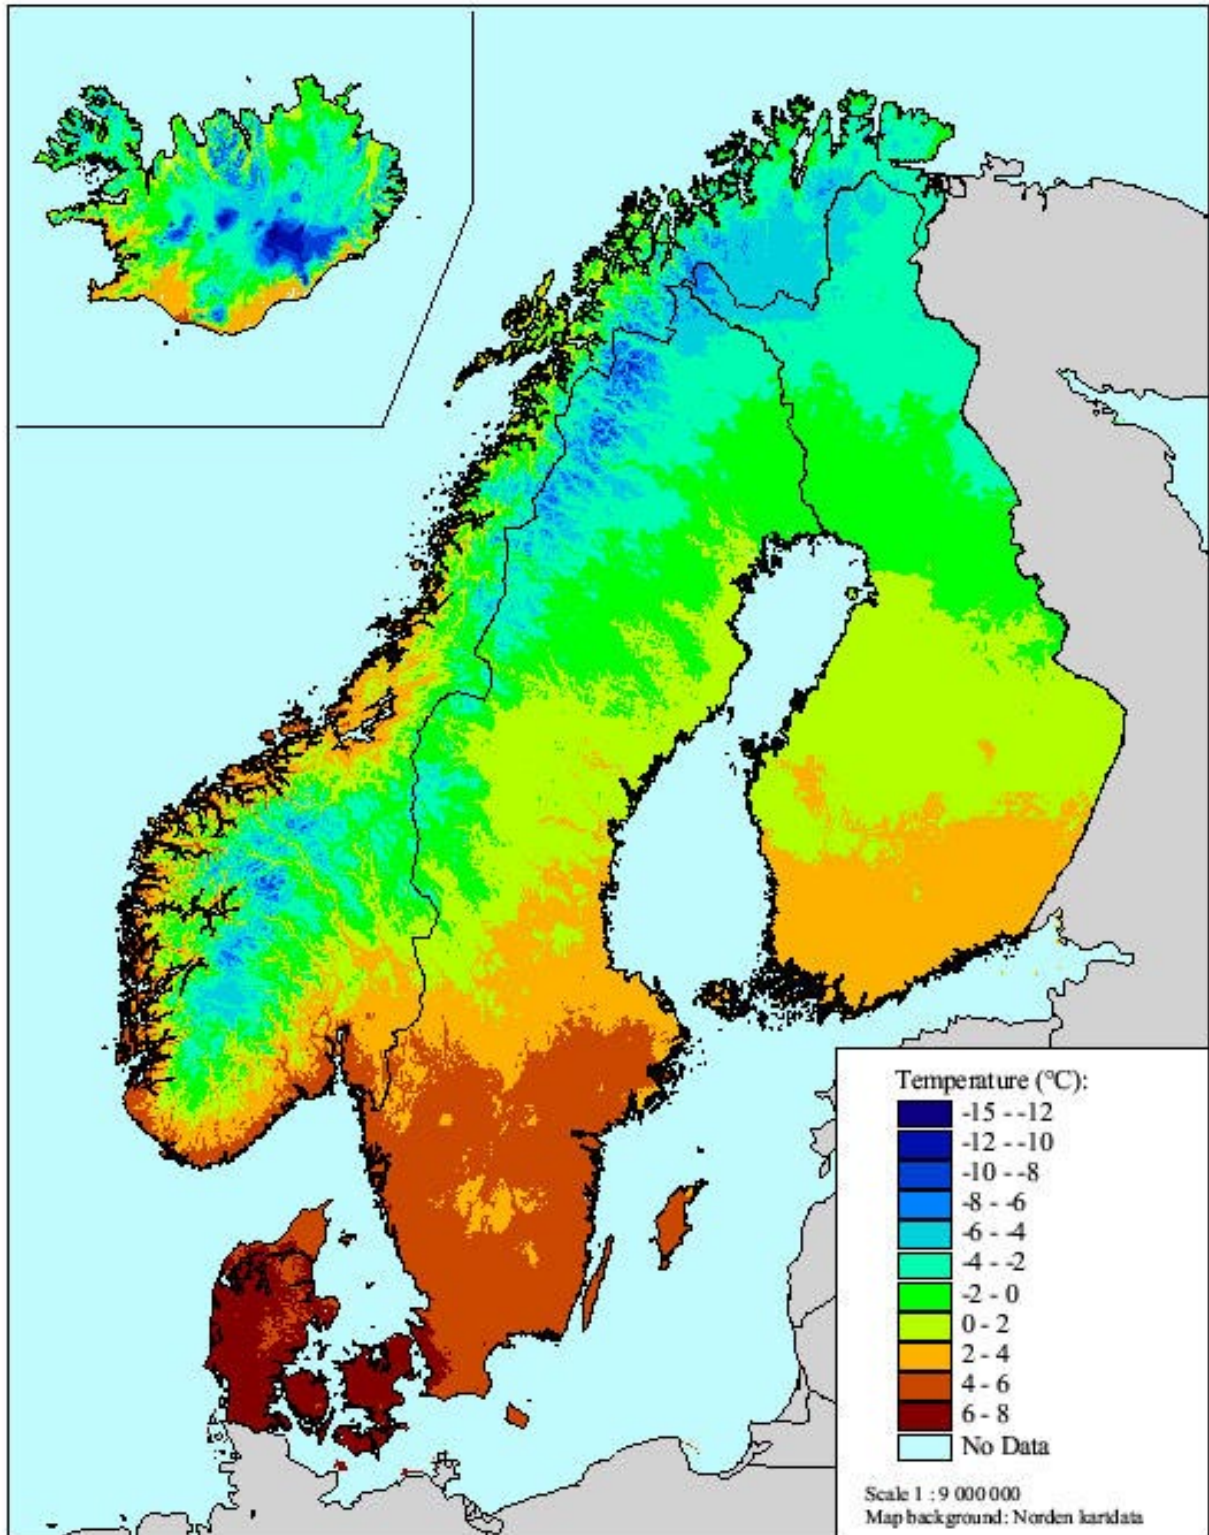 Temperature (°C):
-15 - -12
-12 - -10
-10 - -8
-8 - -6
-6 - -4
-4 - -2
-2 - 0
0 - 2
2 - 4
4 - 6
6 - 8
No Data
Scale 1 : 9 000 000
Map background: Norden kartdata